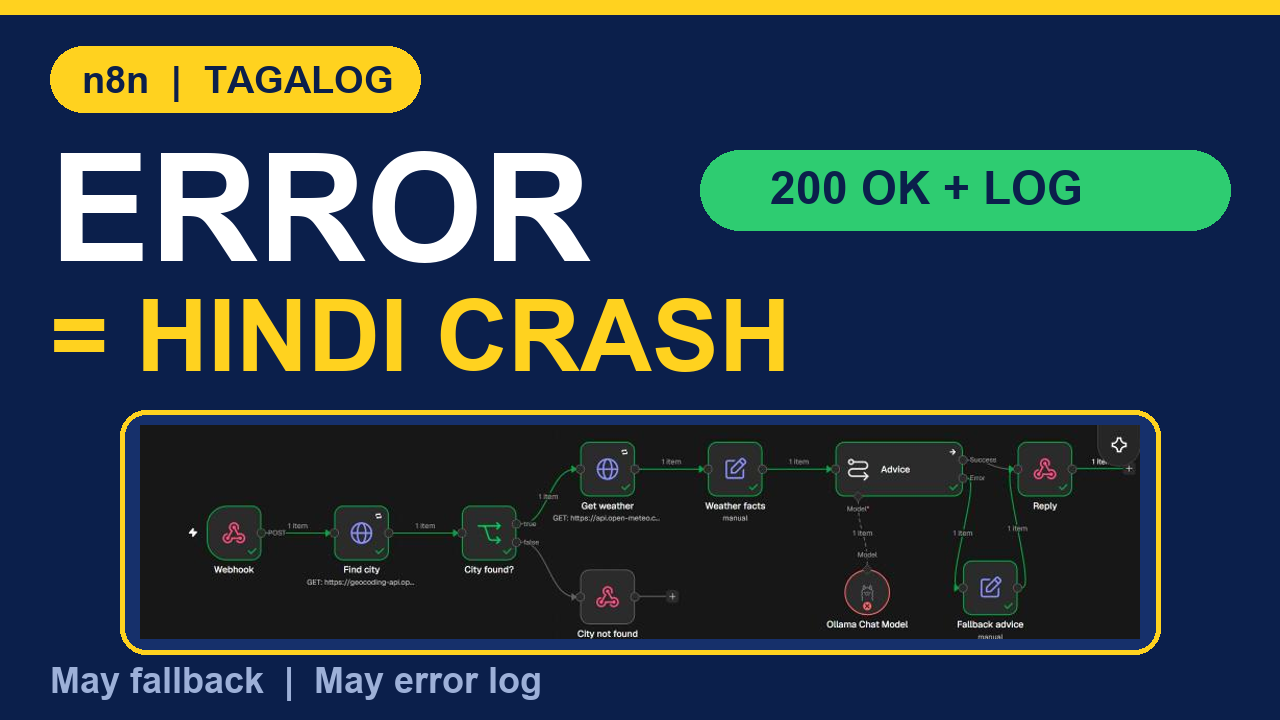 n8n | TAGALOG
ERROR
200 OK + LOG
= HINDI CRASH
Success
Error
1 item
1 item
1 item
Get weather
GET: https://api.open-meteo.c...
Weather facts
manual
Advice
Model*
Reply
POST
1 item
1 item
true
false
Webhook
Find city
GET: https://geocoding-api.op...
City found?
1 item
1 item
1 item
Model
City not found
Ollama Chat Model
Fallback advice
manual
May fallback | May error log